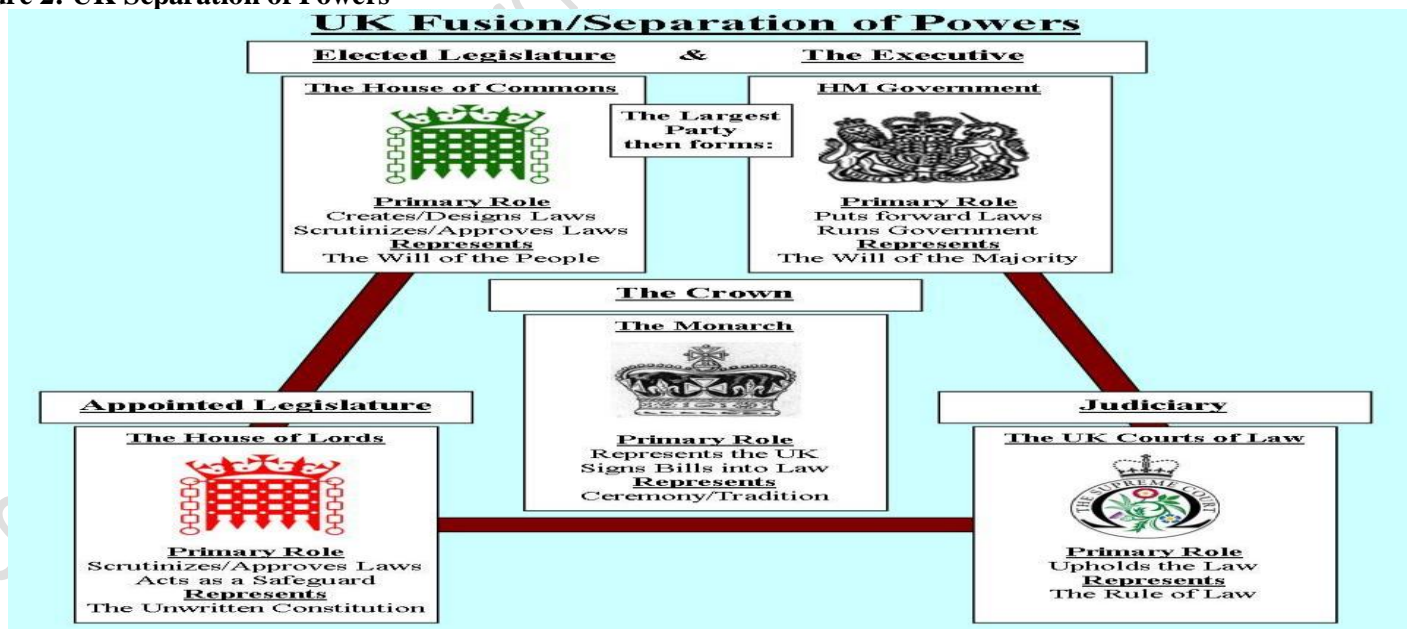 UK Separation of Powers
UK Fusion/Separation of Powers
Elected Legislature & The Executive
The House of Commons
Primary Role
Creates/Designs Laws
Scrutinizes/Approves Laws
Represents
The Will of the People
The Largest
Party
then forms:
HM Government
Primary Role
Puts forward Laws
Runs Government
Represents
The Will of the Majority
The Crown
The Monarch
Primary Role
Represents the UK
Signs Bills into Law
Represents
Ceremony/Tradition
Appointed Legislature
The House of Lords
Primary Role
Scrutinizes/Approves Laws
Acts as a Safeguard
Represents
The Unwritten Constitution
Judiciary
The UK Courts of Law
THE SUPREME COURT
Primary Role
Upholds the Law
Represents
The Rule of Law